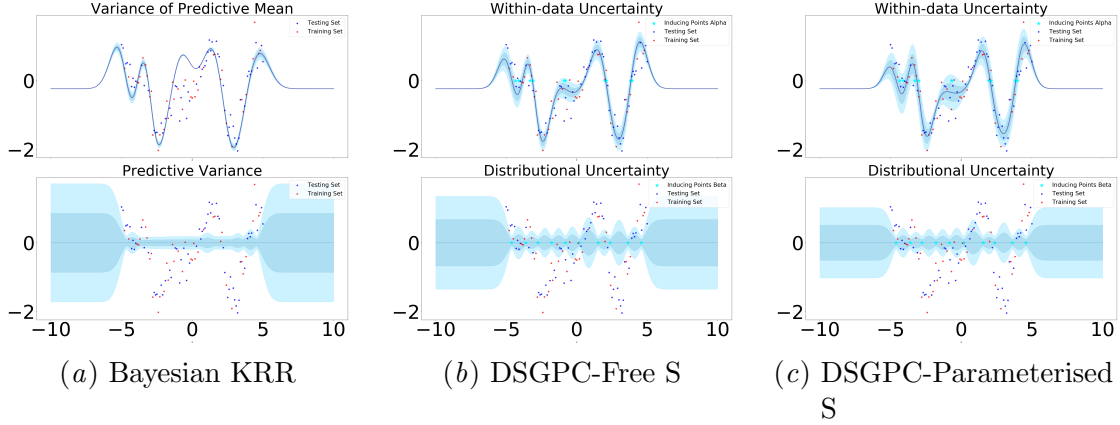 Variance of Predictive Mean
Testing Set
Training Set
0
−2
Predictive Variance
Testing Set
Training Set
0
−2
−10 −5 0 5 10
(a) Bayesian KRR
Within-data Uncertainty
Inducing Points Alpha
Testing Set
Training Set
0
−2
Distributional Uncertainty
Inducing Points Beta
Testing Set
Training Set
0
−2
−10 −5 0 5 10
(b) DSGPC-Free S
Within-data Uncertainty
Inducing Points Alpha
Testing Set
Training Set
0
−2
Distributional Uncertainty
Inducing Points Beta
Testing Set
Training Set
0
−2
−10 −5 0 5 10
(c) DSGPC-Parameterised
S